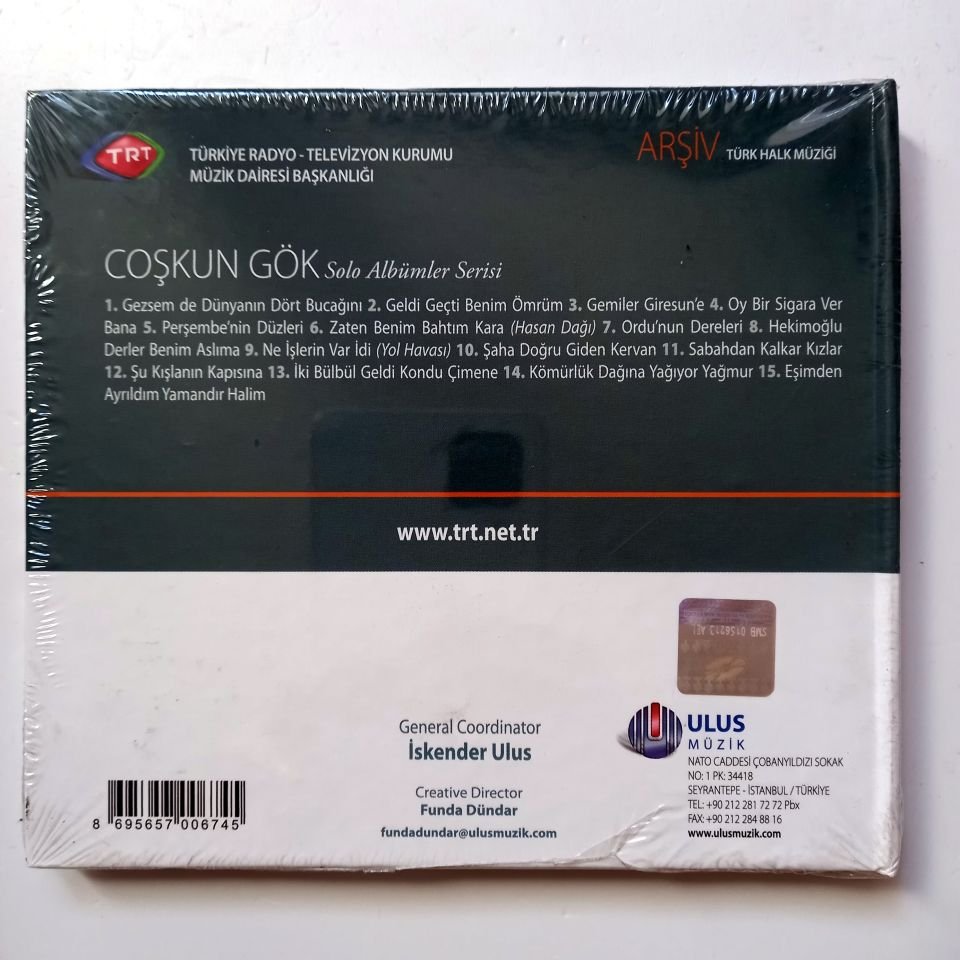 TRT
TÜRKİYE RADYO - TELEVİZYON KURUMU
MÜZİK DAİRESİ BAŞKANLIĞI
ARŞİV TÜRK HALK MÜZİĞİ
COŞKUN GÖK Solo Albümler Serisi
1. Gezsem de Dünyanın Dört Bucağını 2. Geldi Geçti Benim Ömrüm 3. Gemiler Giresun'e 4. Oy Bir Sigara Ver
Bana 5. Perşembe'nin Düzleri 6. Zaten Benim Bahtım Kara (Hasan Dağı) 7. Ordu'nun Dereleri 8. Hekimoğlu
Derler Benim Aslıma 9. Ne İşlerin Var İdi (Yol Havası) 10. Şaha Doğru Giden Kervan 11. Sabahdan Kalkar Kızlar
12. Şu Kışlanın Kapısına 13. İki Bülbül Geldi Kondu Çimene 14. Kömürlük Dağına Yağıyor Yağmur 15. Eşimden
Ayrıldım Yamandır Halim
www.trt.net.tr
SMB 0156213 AEL
General Coordinator
İskender Ulus
Creative Director
Funda Dündar
fundadundar@ulusmuzik.com
ULUS
MÜZİK
NATO CADDESİ ÇOBANYILDIZI SOKAK
NO: 1 PK: 34418
SEYRANTEPE - İSTANBUL / TÜRKİYE
TEL: +90 212 281 72 72 Pbx
FAX: +90 212 284 88 16
www.ulusmuzik.com
8 695657 006745